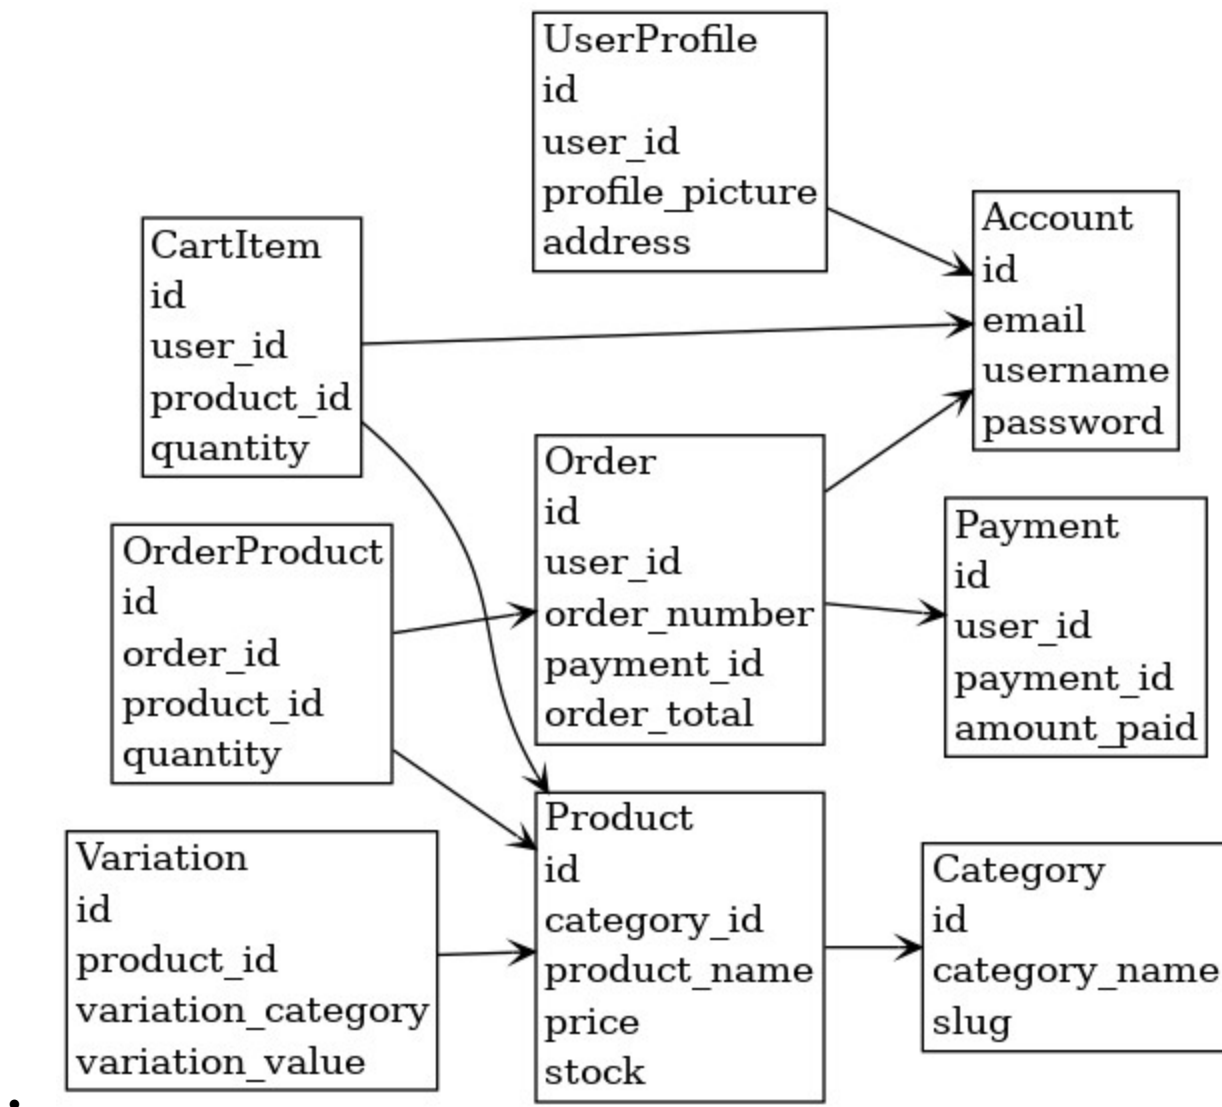 UserProfile
id
user_id
profile_picture
address
CartItem
id
user_id
product_id
quantity
Account
id
email
username
password
Order
id
user_id
order_number
payment_id
order_total
OrderProduct
id
order_id
product_id
quantity
Payment
id
user_id
payment_id
amount_paid
Variation
id
product_id
variation_category
variation_value
Product
id
category_id
product_name
price
stock
Category
id
category_name
slug